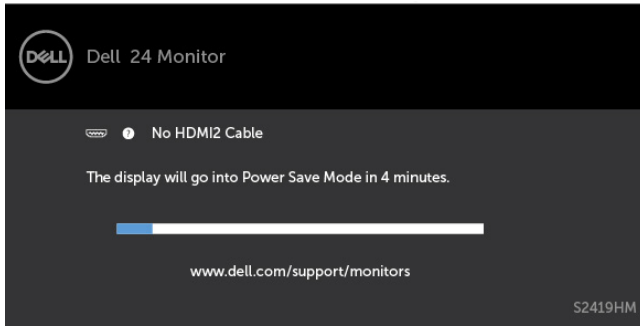 DELL
Dell 24 Monitor
? No HDMI2 Cable
The display will go into Power Save Mode in 4 minutes.
www.dell.com/support/monitors
S2419HM